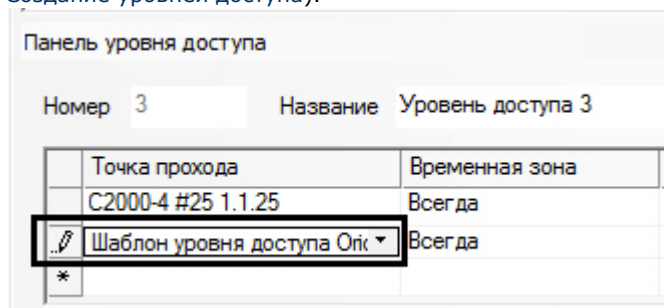 Создание уровней доступа).
Панель уровня доступа
Номер 3 Название Уровень доступа 3
Точка прохода Временная зона
С2000-4 #25 1.1.25 Всегда
Шаблон уровня доступа Всегда
*